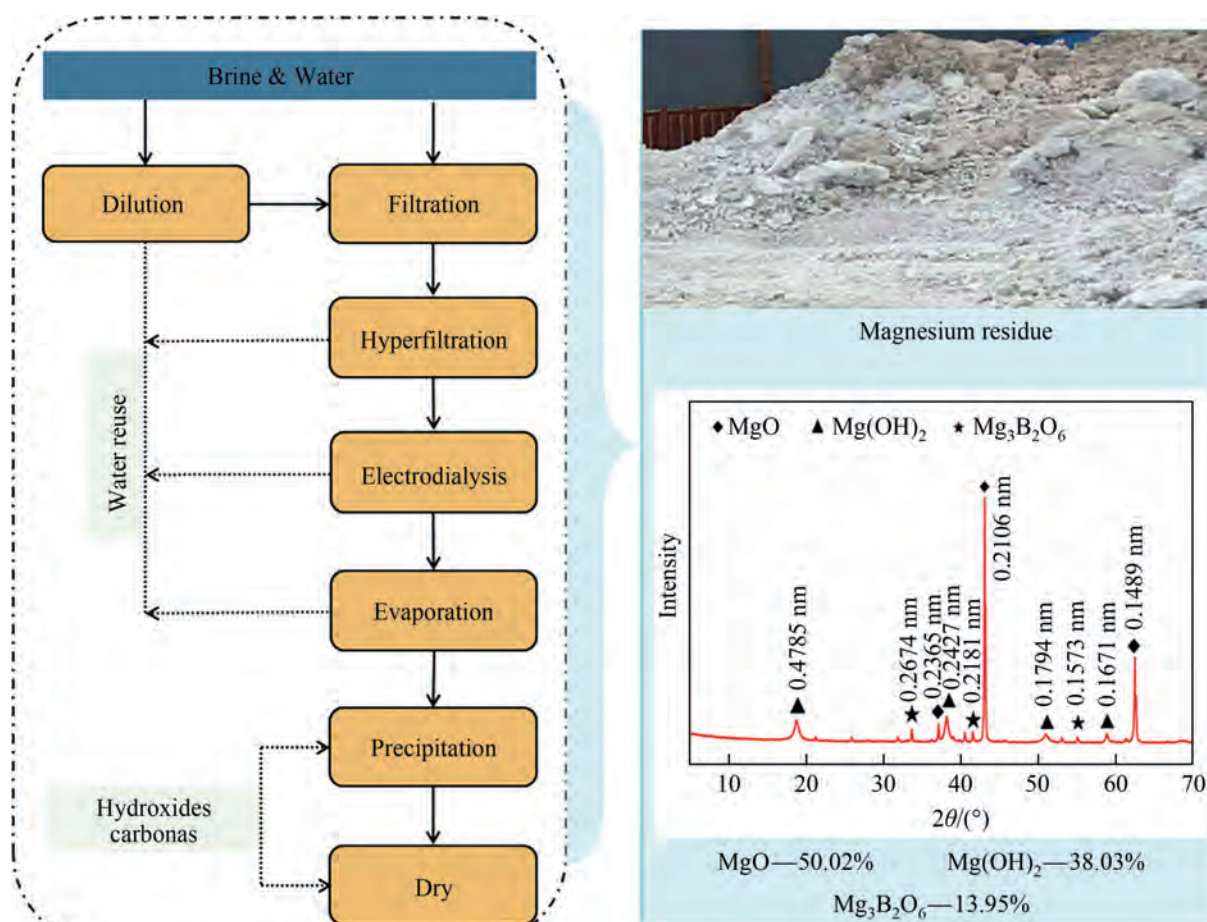 Brine & Water
Dilution
Filtration
Hyperfiltration
Electrodialysis
Evaporation
Precipitation
Dry
Water reuse
Hydroxides
carbonas
Magnesium residue
◆MgO ▲Mg(OH)₂ ★Mg₃B₂O₆
Intensity
0.4785 nm
0.2674 nm
0.2365 nm
0.2427 nm
0.2181 nm
0.2106 nm
0.1794 nm
0.1573 nm
0.1671 nm
0.1489 nm
10 20 30 40 50 60 70
2θ/(°)
MgO—50.02% Mg(OH)₂—38.03%
Mg₃B₂O₆—13.95%